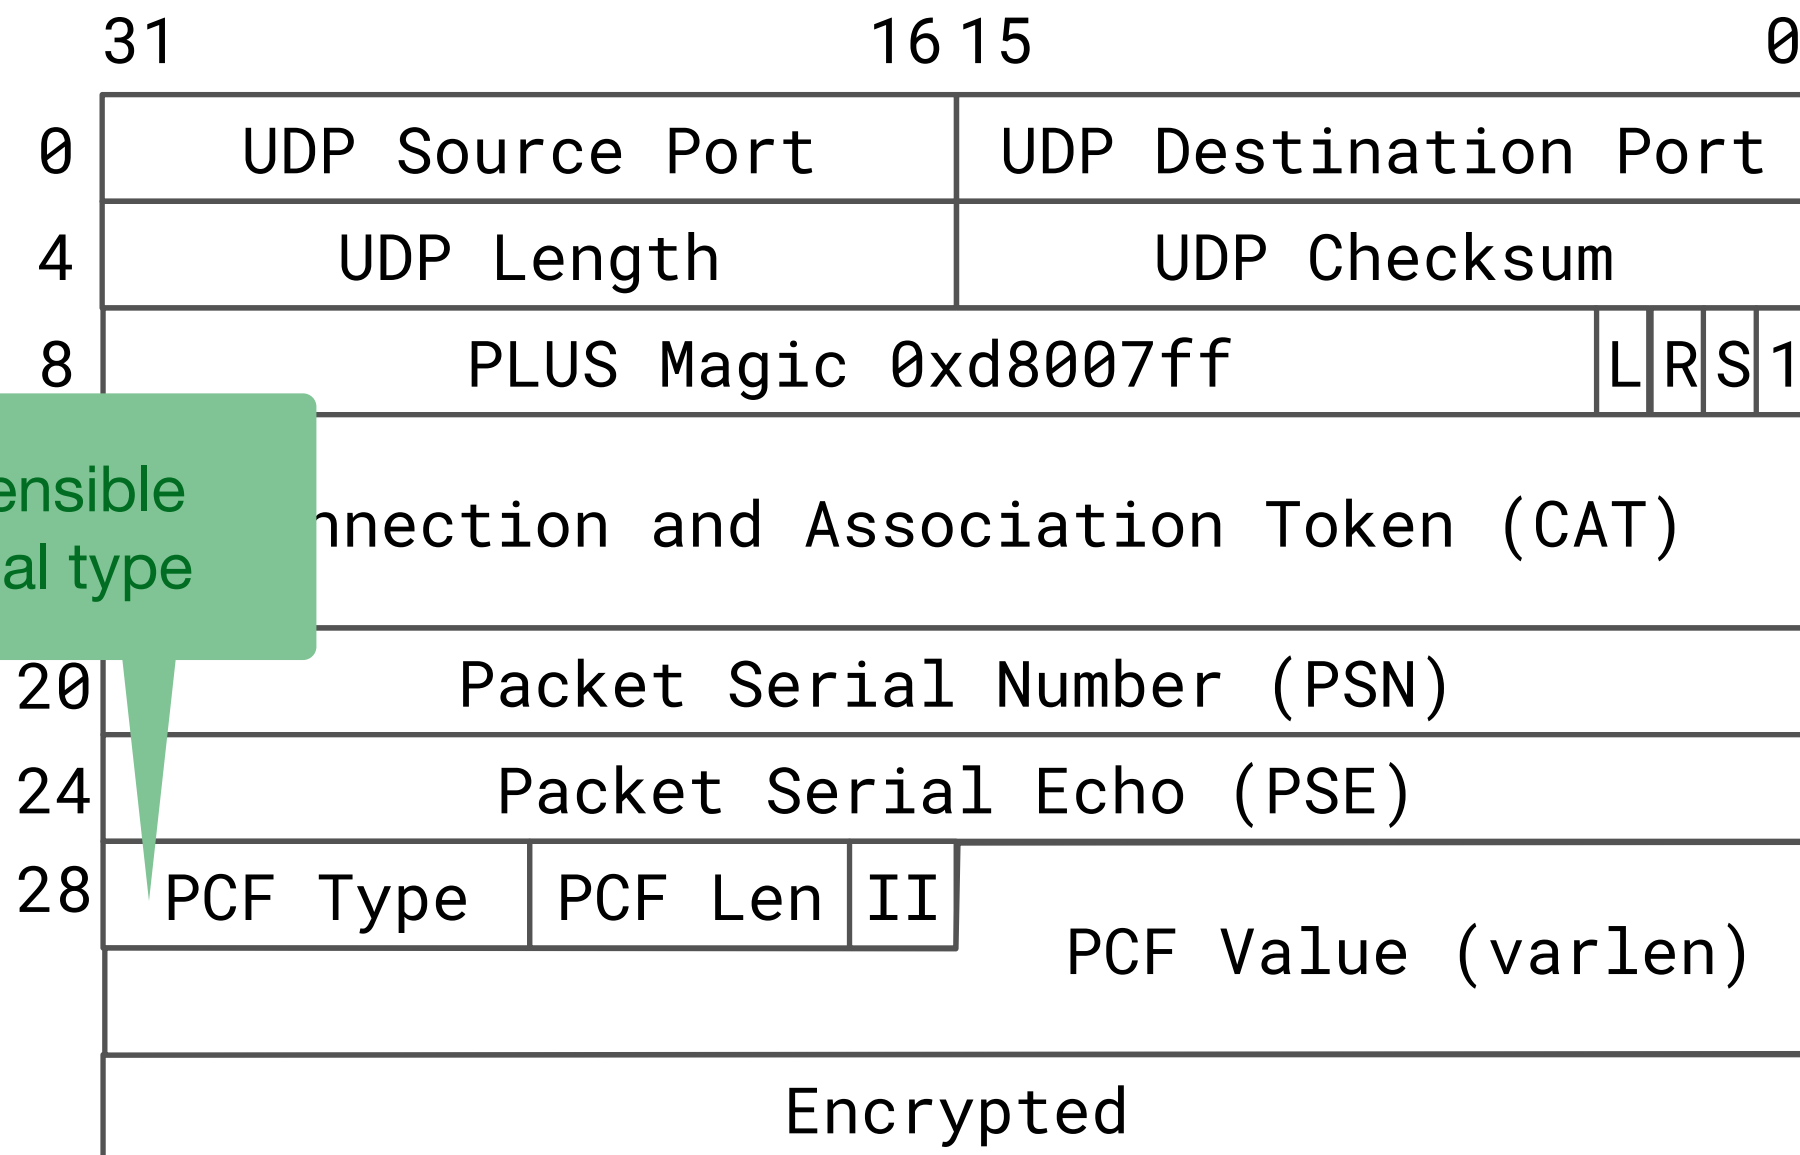 31 16 15 0
0 UDP Source Port UDP Destination Port
4 UDP Length UDP Checksum
8 PLUS Magic 0xd8007ff L R S 1
ensible
al type
nnection and Association Token (CAT)
20 Packet Serial Number (PSN)
24 Packet Serial Echo (PSE)
28 PCF Type PCF Len II
PCF Value (varlen)
Encrypted